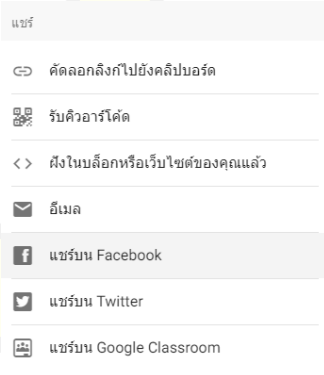 แชร์
คัดลอกลิงก์ไปยังคลิปบอร์ด
รับคิวอาร์โค้ด
ฝังในบล็อกหรือเว็บไซต์ของคุณแล้ว
อีเมล
แชร์บน Facebook
แชร์บน Twitter
แชร์บน Google Classroom